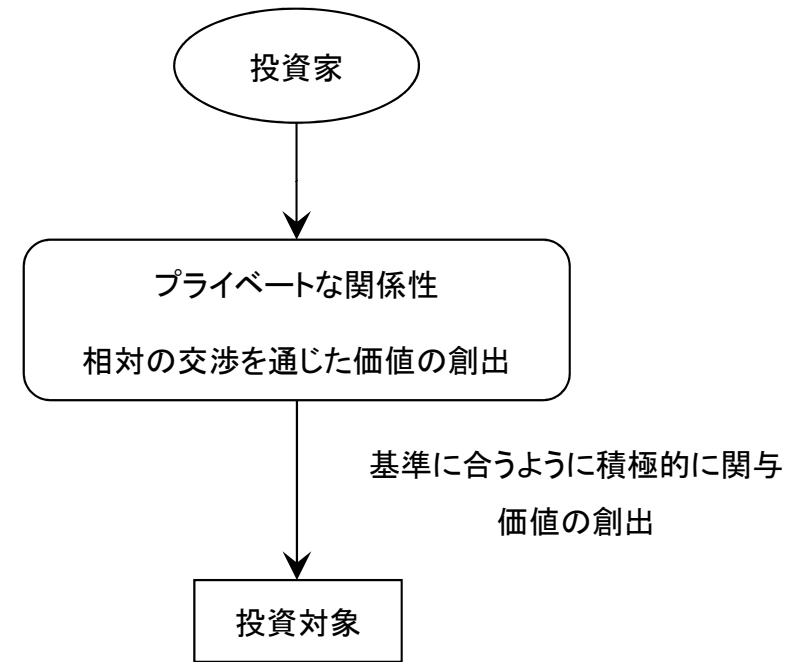 投資家
プライベートな関係性
相対の交渉を通じた価値の創出
基準に合うように積極的に関与
価値の創出
投資対象